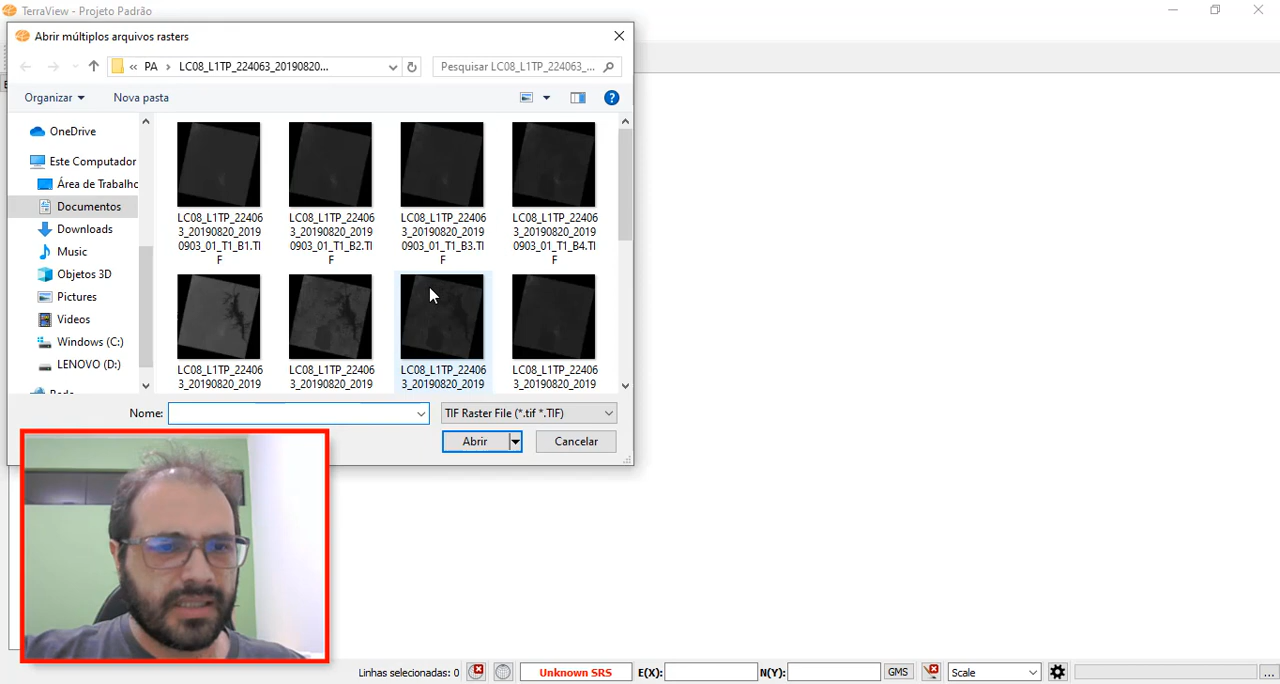 TerraView - Projeto Padrão
Abrir múltiplos arquivos rasters
« PA › LC08_L1TP_224063_20190820...
Pesquisar LC08_L1TP_224063_...
Organizar
Nova pasta
OneDrive
Este Computador
Área de Trabalho
Documentos
Downloads
Music
Objetos 3D
Pictures
Videos
Windows (C:)
LENOVO (D:)
LC08_L1TP_22406
3_20190820_2019
0903_01_T1_B1.TI
F
LC08_L1TP_22406
3_20190820_2019
0903_01_T1_B2.TI
F
LC08_L1TP_22406
3_20190820_2019
0903_01_T1_B3.TI
F
LC08_L1TP_22406
3_20190820_2019
0903_01_T1_B4.TI
F
LC08_L1TP_22406
3_20190820_2019
LC08_L1TP_22406
3_20190820_2019
LC08_L1TP_22406
3_20190820_2019
LC08_L1TP_22406
3_20190820_2019
Nome:
TIF Raster File (*.tif *.TIF)
Abrir
Cancelar
Linhas selecionadas: 0
Unknown SRS
E(X):
N(Y):
GMS
Scale
...